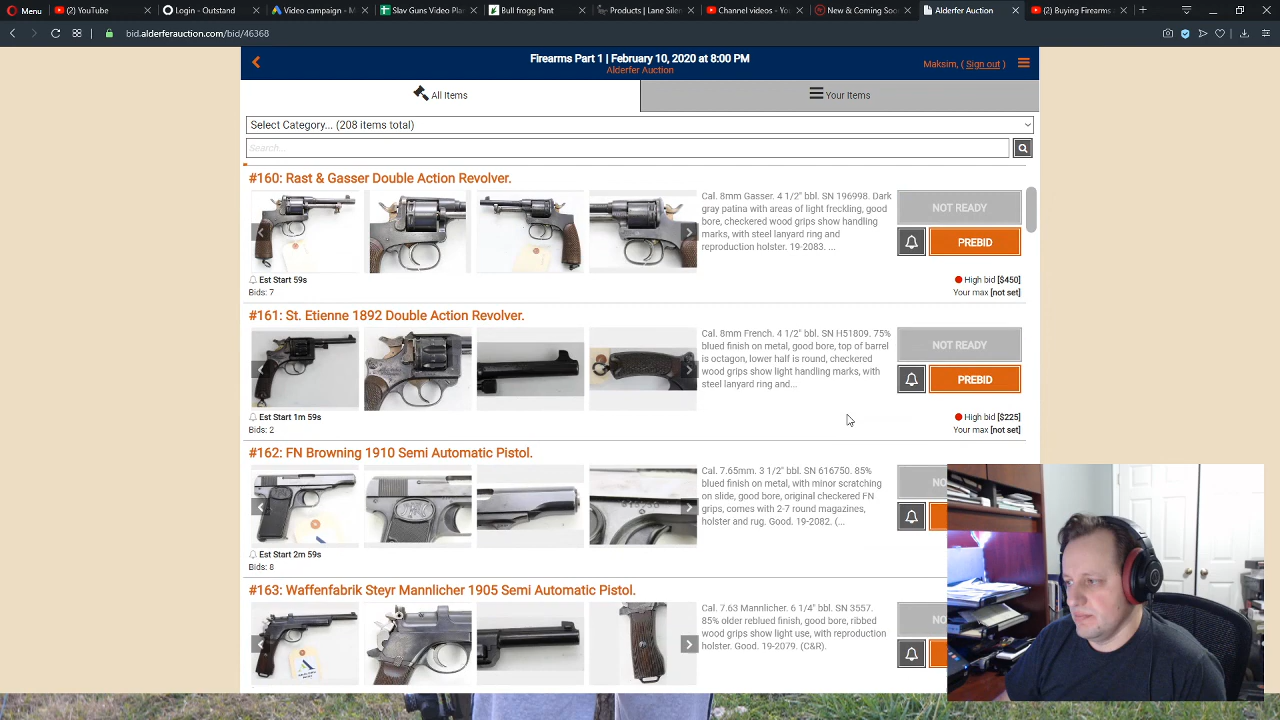 Menu
(2) YouTube
Login - Outstand
Video campaign - M
Slav Guns Video Plan
Bull frogg Pant
Products | Lane Silen
Channel videos - Yo
New & Coming Soo
Alderfer Auction
(2) Buying Firearms
bid.alderferauction.com/bid/46368
Firearms Part 1 | February 10, 2020 at 8:00 PM
Alderfer Auction
Maksim, ( Sign out )
All Items
Your Items
Select Category... (208 items total)
Search...
#160: Rast & Gasser Double Action Revolver.
Cal. 8mm Gasser. 4 1/2" bbl. SN 196998. Dark
gray patina with areas of light freckling, good
bore, checkered wood grips show handling
marks, with steel lanyard ring and
reproduction holster. 19-2083. ...
NOT READY
PREBID
Est Start 59s
Bids: 7
High bid [$450]
Your max [not set]
#161: St. Etienne 1892 Double Action Revolver.
Cal. 8mm French. 4 1/2" bbl. SN H51809. 75%
blued finish on metal, good bore, top of barrel
is octagon, lower half is round, checkered
wood grips show light handling marks, with
steel lanyard ring and...
NOT READY
PREBID
Est Start 1m 59s
Bids: 2
High bid [$225]
Your max [not set]
#162: FN Browning 1910 Semi Automatic Pistol.
Cal. 7.65mm. 3 1/2" bbl. SN 616750. 85%
blued finish on metal, with minor scratching
on slide, good bore, original checkered FN
grips, comes with 2-7 round magazines,
holster and rug. Good. 19-2082. (...
NO
Est Start 2m 59s
Bids: 8
#163: Waffenfabrik Steyr Mannlicher 1905 Semi Automatic Pistol.
Cal. 7.63 Mannlicher. 6 1/4" bbl. SN 3557.
85% older reblued finish, good bore, ribbed
wood grips show light use, with reproduction
holster. Good. 19-2079. (C&R).
NO